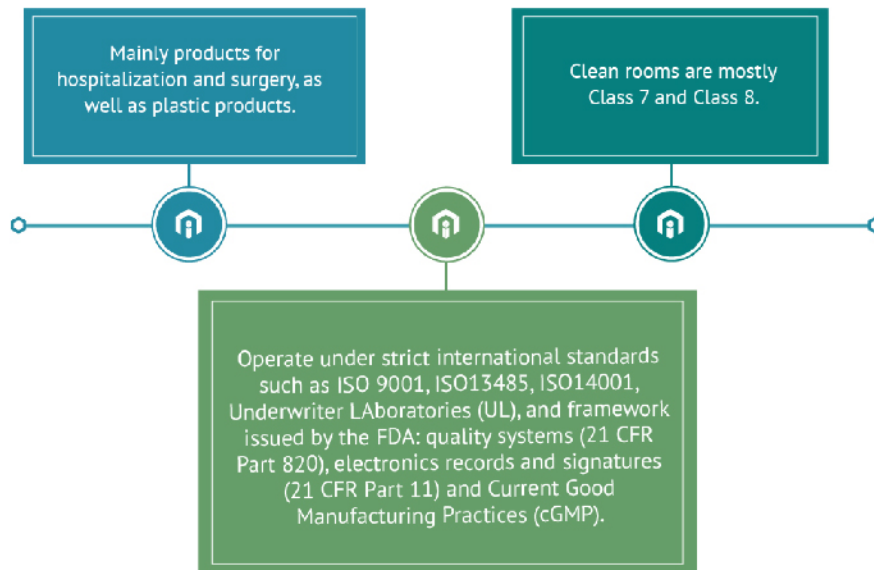 Mainly products for
hospitalization and surgery, as
well as plastic products.
Clean rooms are mostly
Class 7 and Class 8.
Operate under strict international standards
such as ISO 9001, ISO13485, ISO14001,
Underwriter LAboratories (UL), and framework
issued by the FDA: quality systems (21 CFR
Part 820), electronics records and signatures
(21 CFR Part 11) and Current Good
Manufacturing Practices (cGMP).